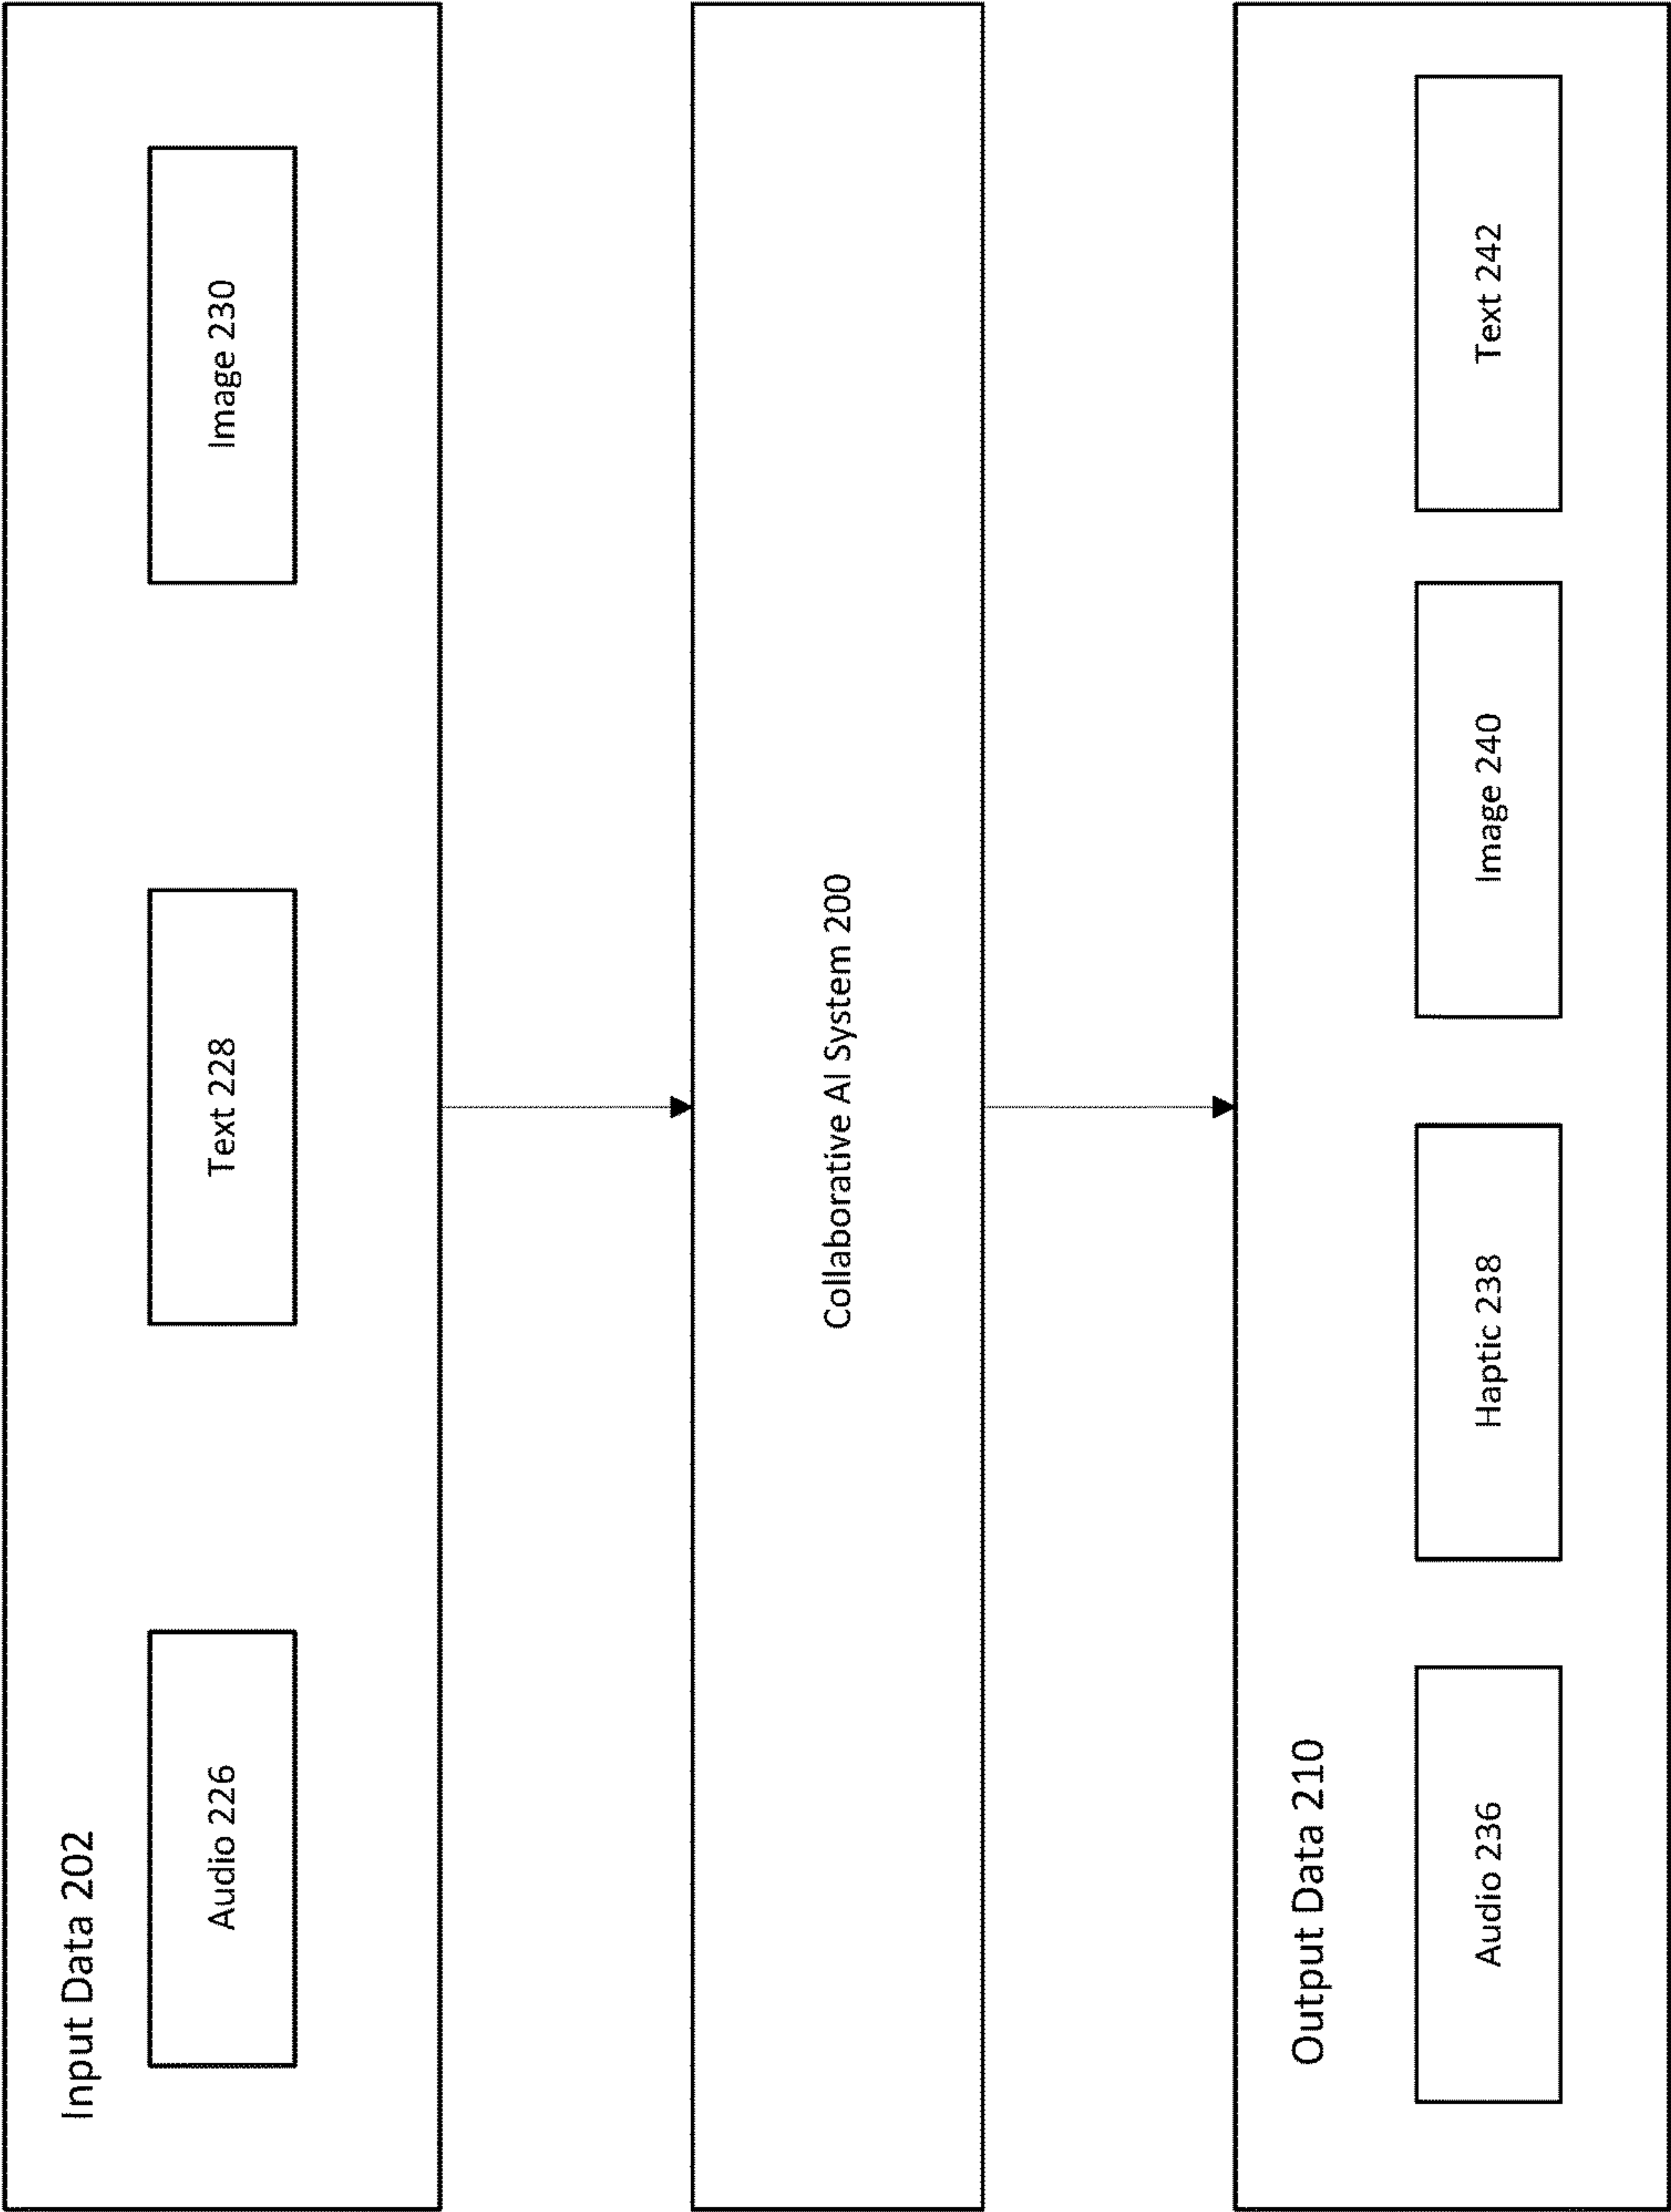 Input Data 202
Audio 226
Text 228
Image 230
Collaborative AI System 200
Output Data 210
Audio 236
Haptic 238
Image 240
Text 242